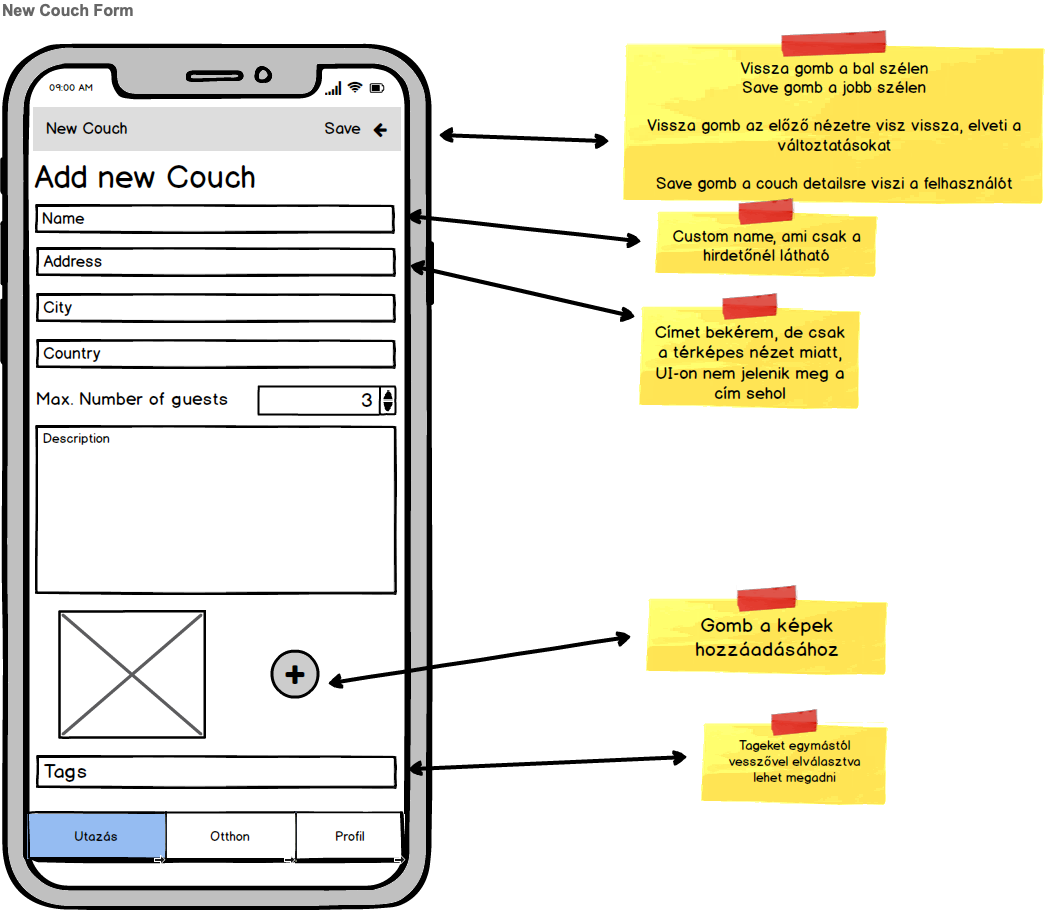 New Couch Form
09:00 AM
New Couch Save
Add new Couch
Name
Address
City
Country
Max. Number of guests 3
Description
Tags
Utazás Otthon Profil
Vissza gomb a bal szélen
Save gomb a jobb szélen
Vissza gomb az előző nézetre visz vissza, elveti a
változtatásokat
Save gomb a couch detailsre viszi a felhasználót
Custom name, ami csak a
hirdetőnél látható
Címet bekérem, de csak
a térképes nézet miatt,
UI-on nem jelenik meg a
cím sehol
Gomb a képek
hozzáadásához
Tageket egymástól
vesszővel elválasztva
lehet megadni